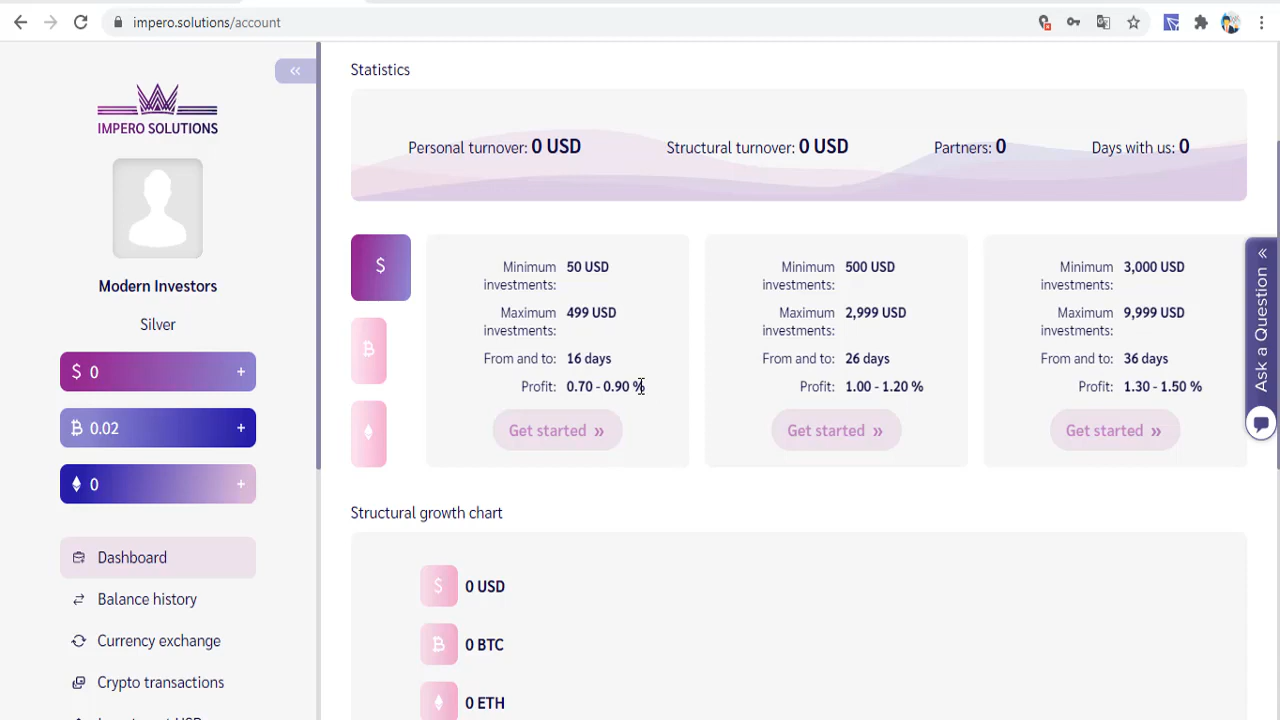 impero.solutions/account
IMPERO SOLUTIONS
Modern Investors
Silver
$ 0 +
0.02 +
0 +
Dashboard
Balance history
Currency exchange
Crypto transactions
Statistics
Personal turnover: 0 USD
Structural turnover: 0 USD
Partners: 0
Days with us: 0
$
Minimum investments: 50 USD
Maximum investments: 499 USD
From and to: 16 days
Profit: 0.70 - 0.90 %
Get started »
Minimum investments: 500 USD
Maximum investments: 2,999 USD
From and to: 26 days
Profit: 1.00 - 1.20 %
Get started »
Minimum investments: 3,000 USD
Maximum investments: 9,999 USD
From and to: 36 days
Profit: 1.30 - 1.50 %
Get started »
Structural growth chart
$ 0 USD
0 BTC
0 ETH
Ask a Question